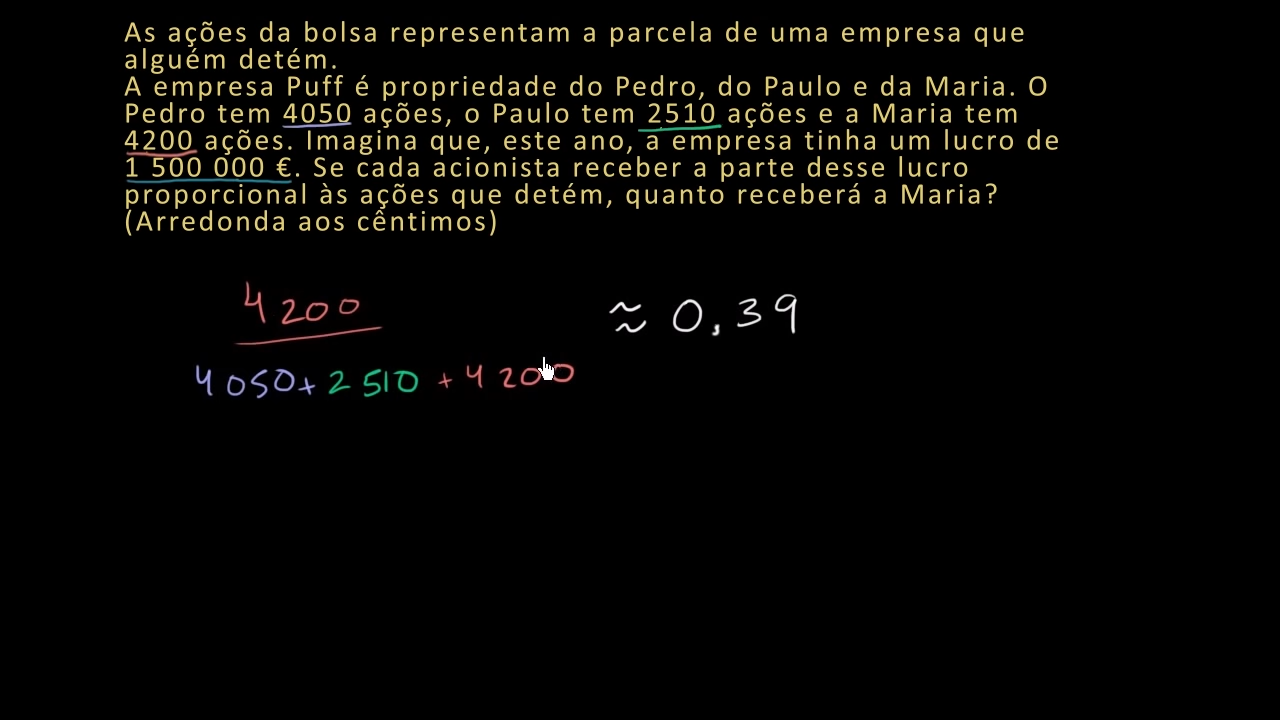 As ações da bolsa representam a parcela de uma empresa que
alguém detém.
A empresa Puff é propriedade do Pedro, do Paulo e da Maria. O
Pedro tem 4050 ações, o Paulo tem 2510 ações e a Maria tem
4200 ações. Imagina que, este ano, a empresa tinha um lucro de
1 500 000 €. Se cada acionista receber a parte desse lucro
proporcional às ações que detém, quanto receberá a Maria?
(Arredonda aos cêntimos)
4200
≈ 0,39
4050+ 2510 + 4200